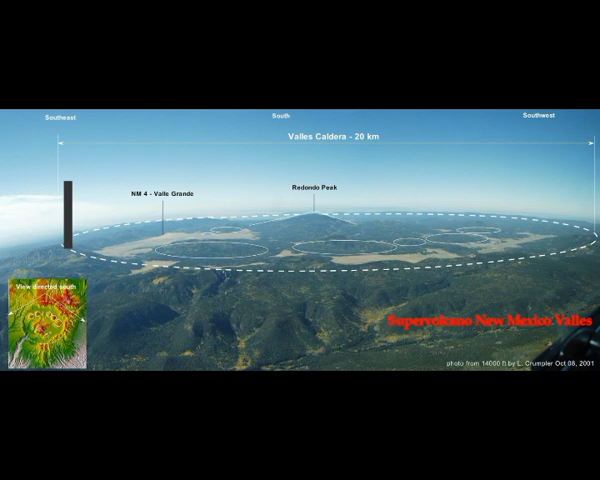 Southeast
South
Southwest
Valles Caldera - 20 km
NM 4 - Valle Grande
Redondo Peak
View directed south
Supervolcano New Mexico Valles
photo from 14000 ft by L. Crumpler Oct 08, 2001